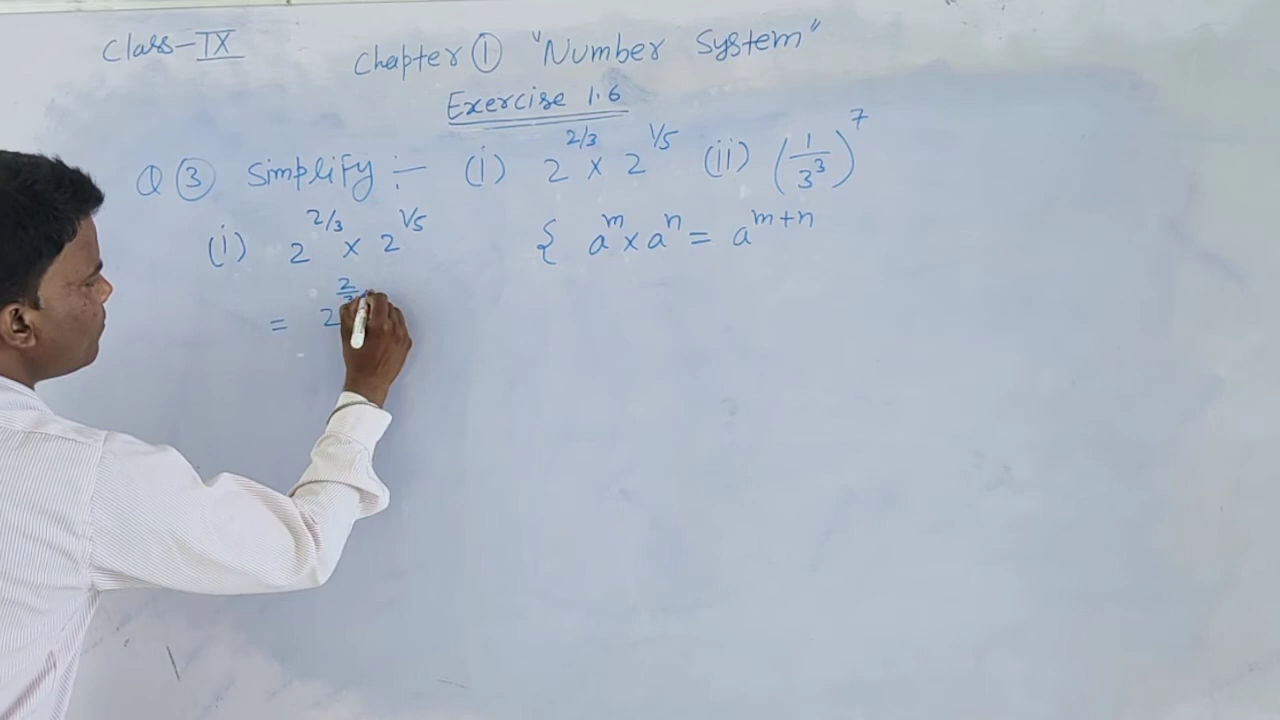 Class-IX
Chapter ① "Number System"
Exercise 1.6
Q ③ Simplify :- (i) 2^{2/3} × 2^{1/5} (ii) (1/3^3)^7
(i) 2^{2/3} × 2^{1/5} { a^m × a^n = a^{m+n}
= 2^{2/3}